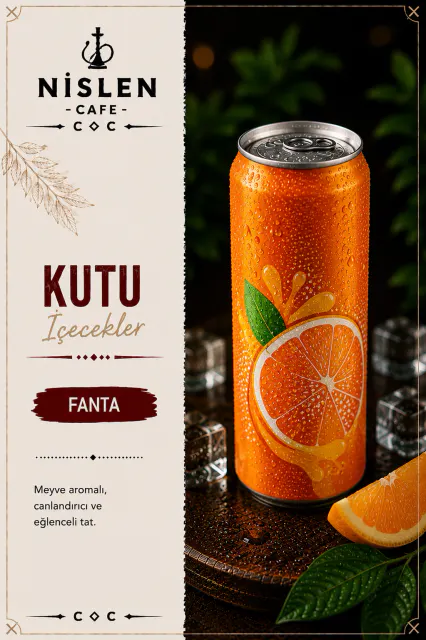 NİSLEN
- CAFE -
C ◇ C
KUTU
İçecekler
FANTA
Meyve aromalı,
canlandırıcı ve
eğlenceli tat.
C ◇ C